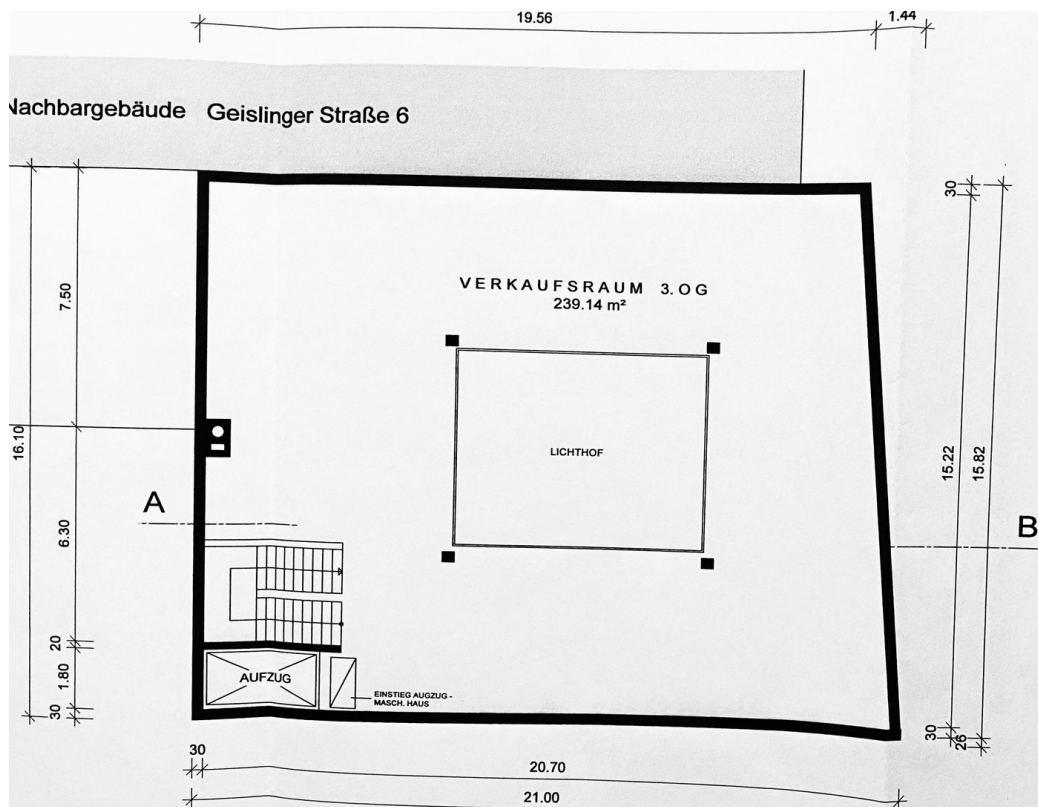 19.56
1.44
Nachbargebäude Geislinger Straße 6
30
7.50
VERKAUFSRAUM 3.OG
239.14 m²
16.10
LICHTHOF
15.22
15.82
A
6.30
B
20
AUFZUG
1.80
EINSTIEG AUGZUG -
MASCH. HAUS
30
30
26
30
20.70
21.00